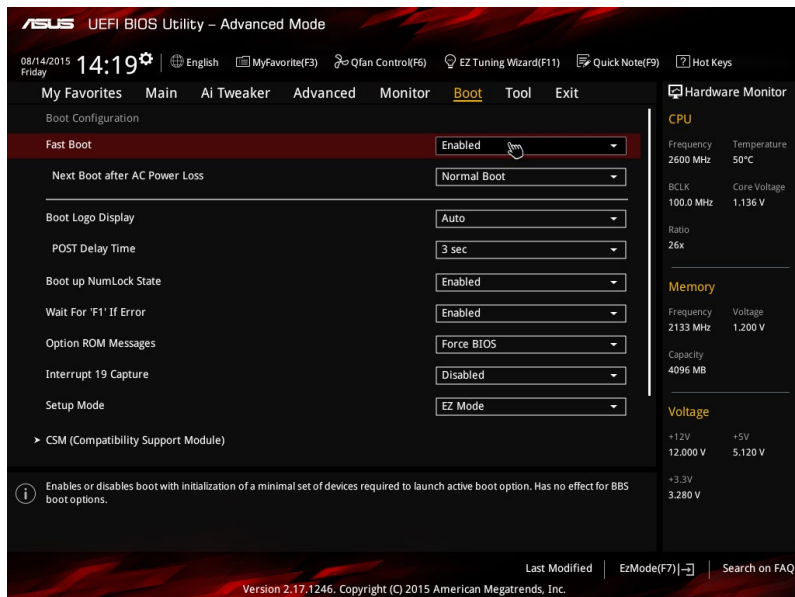 ASUS UEFI BIOS Utility – Advanced Mode
08/14/2015 Friday 14:19 English MyFavorite(F3) Qfan Control(F6) EZ Tuning Wizard(F11) Quick Note(F9) ? Hot Keys
My Favorites Main Ai Tweaker Advanced Monitor Boot Tool Exit
Boot Configuration
Fast Boot Enabled
Next Boot after AC Power Loss Normal Boot
Boot Logo Display Auto
POST Delay Time 3 sec
Boot up NumLock State Enabled
Wait For 'F1' If Error Enabled
Option ROM Messages Force BIOS
Interrupt 19 Capture Disabled
Setup Mode EZ Mode
CSM (Compatibility Support Module)
Enables or disables boot with initialization of a minimal set of devices required to launch active boot option. Has no effect for BBS
boot options.
Hardware Monitor
CPU
Frequency Temperature
2600 MHz 50°C
BCLK Core Voltage
100.0 MHz 1.136 V
Ratio
26x
Memory
Frequency Voltage
2133 MHz 1.200 V
Capacity
4096 MB
Voltage
+12V +5V
12.000 V 5.120 V
+3.3V
3.280 V
Last Modified EzMode(F7) Search on FAQ
Version 2.17.1246. Copyright (C) 2015 American Megatrends, Inc.